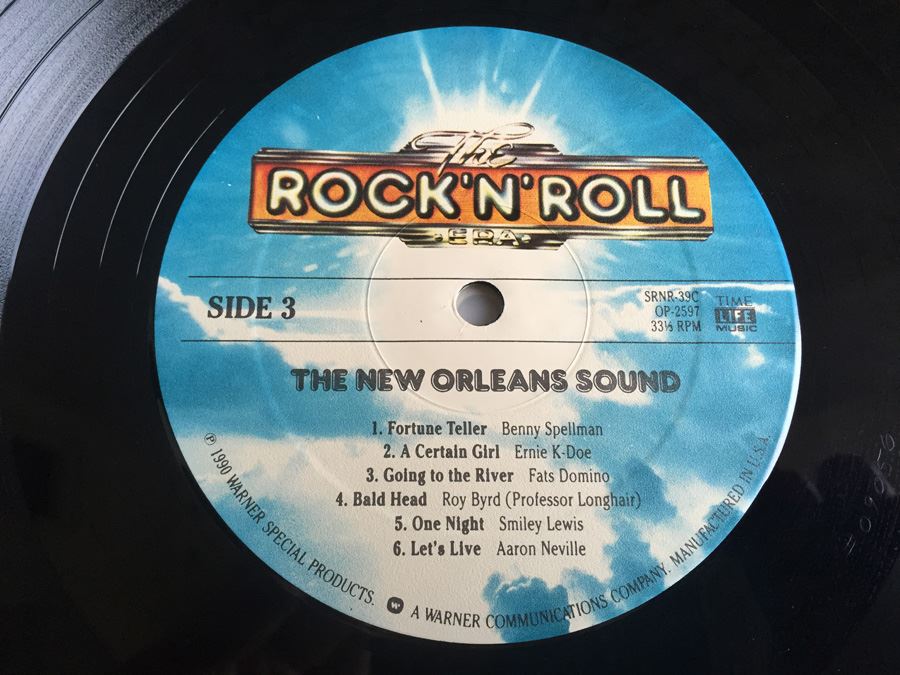 The
ROCK'N'ROLL
·ERA·
SIDE 3
SRNR-39C
OP-2597
33⅓ RPM
TIME
LIFE
MUSIC
THE NEW ORLEANS SOUND
1. Fortune Teller Benny Spellman
2. A Certain Girl Ernie K-Doe
3. Going to the River Fats Domino
4. Bald Head Roy Byrd (Professor Longhair)
5. One Night Smiley Lewis
6. Let's Live Aaron Neville
℗ 1990 WARNER SPECIAL PRODUCTS. A WARNER COMMUNICATIONS COMPANY. MANUFACTURED IN U.S.A.